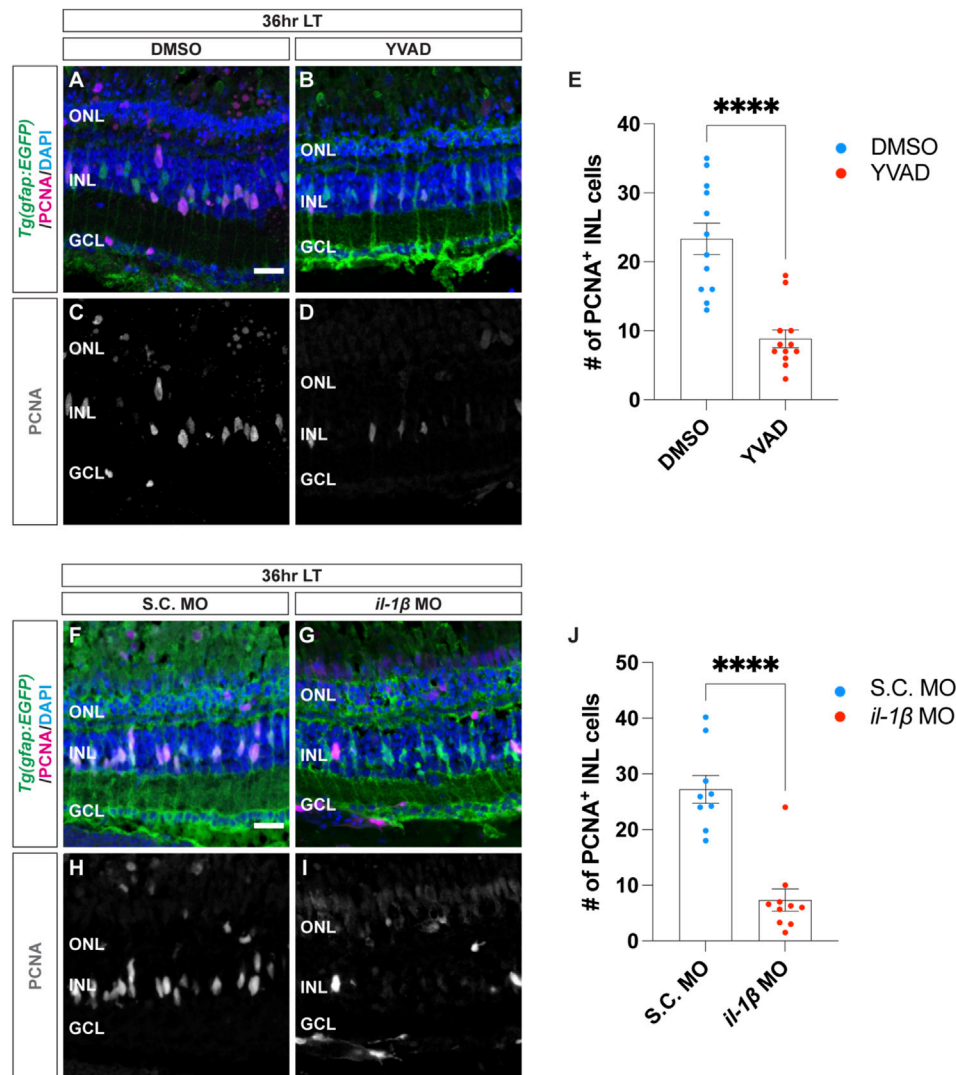 36hr LT
DMSO
YVAD
Tg(gfap:EGFP)
/PCNA/DAPI
A
ONL
INL
GCL
B
ONL
INL
GCL
PCNA
C
ONL
INL
GCL
D
ONL
INL
GCL
E
****
# of PCNA⁺ INL cells
40
30
20
10
0
DMSO
YVAD
DMSO
YVAD
36hr LT
S.C. MO
il-1β MO
Tg(gfap:EGFP)
/PCNA/DAPI
F
ONL
INL
GCL
G
ONL
INL
GCL
PCNA
H
ONL
INL
GCL
I
ONL
INL
GCL
J
****
# of PCNA⁺ INL cells
50
40
30
20
10
0
S.C. MO
il-1β MO
S.C. MO
il-1β MO